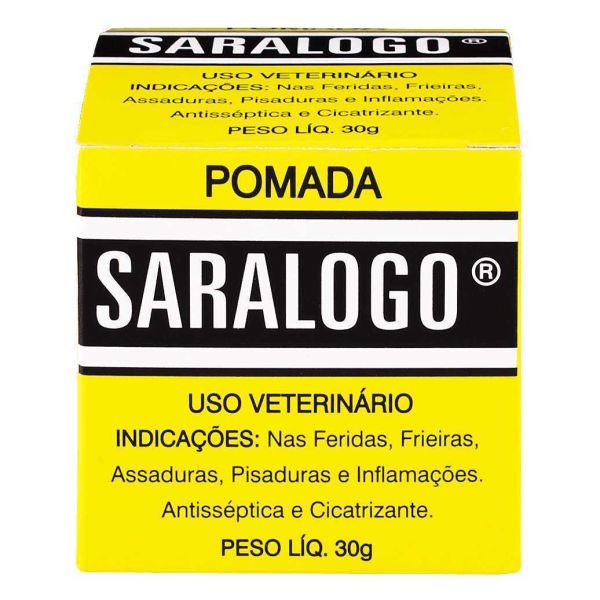 SARALOGO®
USO VETERINÁRIO
INDICAÇÕES: Nas Feridas, Frieiras,
Assaduras, Pisaduras e Inflamações.
Antisséptica e Cicatrizante.
PESO LÍQ. 30g
POMADA
SARALOGO®
USO VETERINÁRIO
INDICAÇÕES: Nas Feridas, Frieiras,
Assaduras, Pisaduras e Inflamações.
Antisséptica e Cicatrizante.
PESO LÍQ. 30g